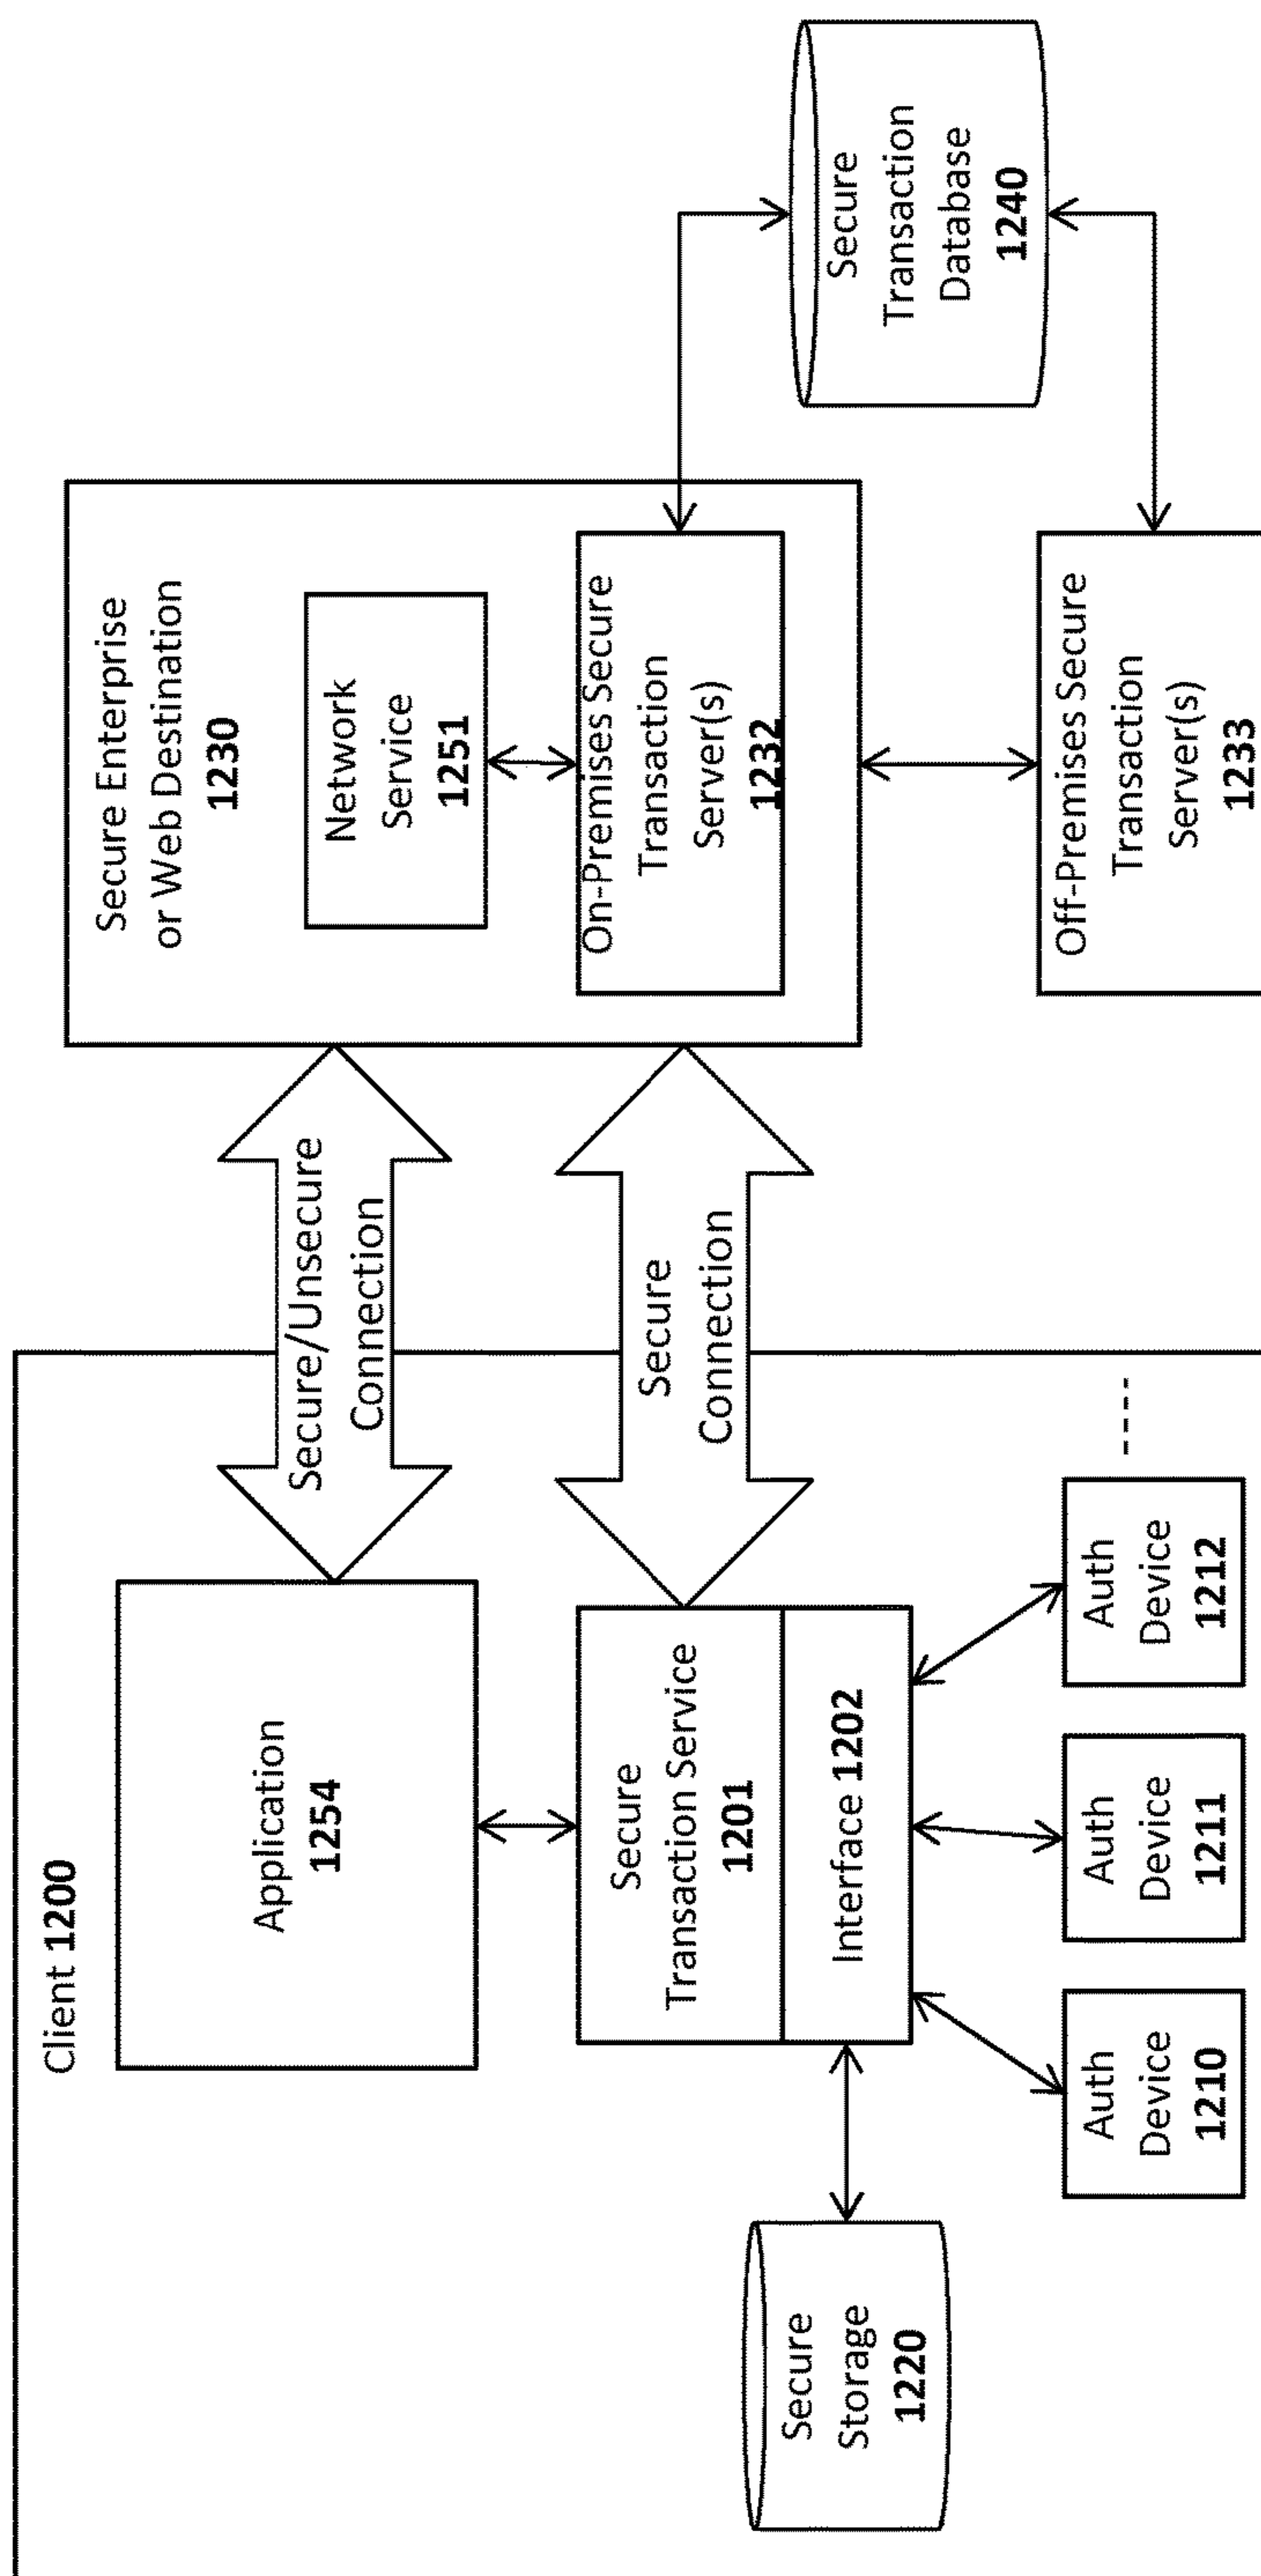 Client 1200
Application
1254
Secure
Transaction Service
1201
Interface 1202
Secure
Storage
1220
Auth
Device
1210
Auth
Device
1211
Auth
Device
1212
Secure/Unsecure
Connection
Secure
Connection
Secure Enterprise
or Web Destination
1230
Network
Service
1251
On-Premises Secure
Transaction
Server(s)
1232
Off-Premises Secure
Transaction
Server(s)
1233
Secure
Transaction
Database
1240